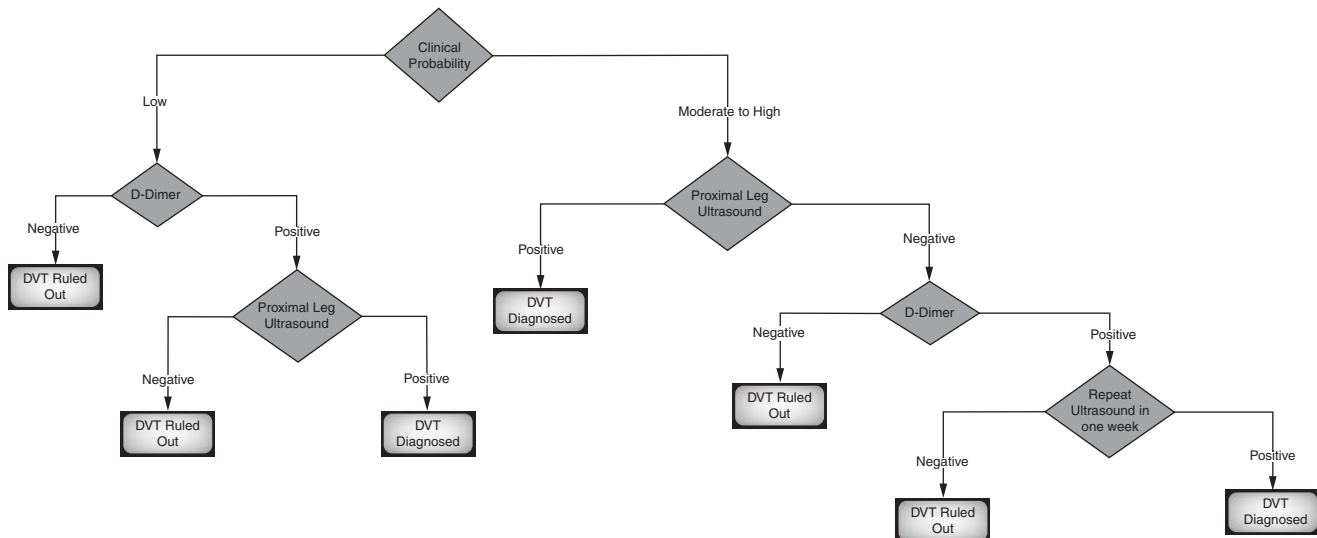 Clinical
Probability
Low
Moderate to High
D-Dimer
Proximal Leg
Ultrasound
Negative
Positive
Positive
Negative
DVT Ruled
Out
Proximal Leg
Ultrasound
DVT
Diagnosed
D-Dimer
Negative
Positive
Negative
Positive
DVT Ruled
Out
DVT
Diagnosed
DVT Ruled
Out
Repeat
Ultrasound in
one week
Negative
Positive
DVT Ruled
Out
DVT
Diagnosed